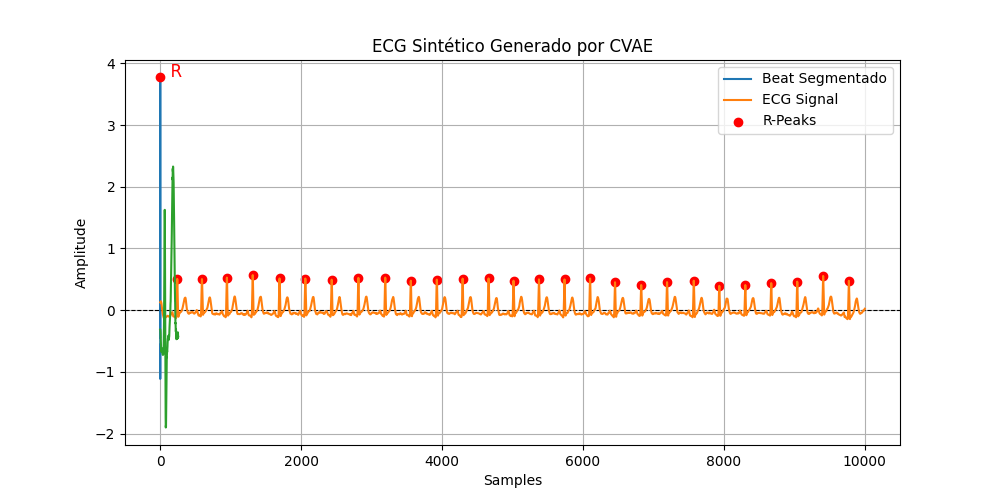 ECG Sintético Generado por CVAE
R
Beat Segmentado
ECG Signal
R-Peaks
Amplitude
4
3
2
1
0
−1
−2
0 2000 4000 6000 8000 10000
Samples